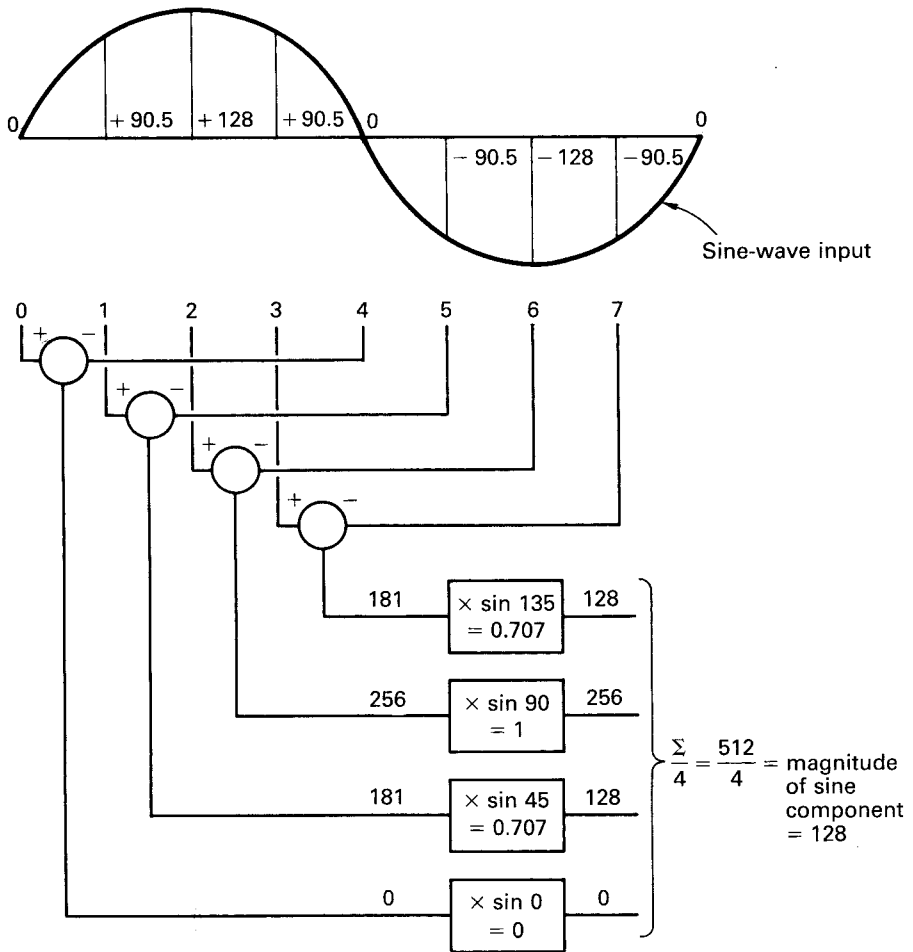 0
+ 90.5 + 128 + 90.5 0 0
− 90.5 − 128 − 90.5
Sine-wave input
0 1 2 3 4 5 6 7
+ −
+ −
+ −
+ −
181 × sin 135 128
= 0.707
256 × sin 90 256
= 1
181 × sin 45 128
= 0.707
0 × sin 0 0
= 0
Σ/4 = 512/4 = magnitude
of sine
component
= 128